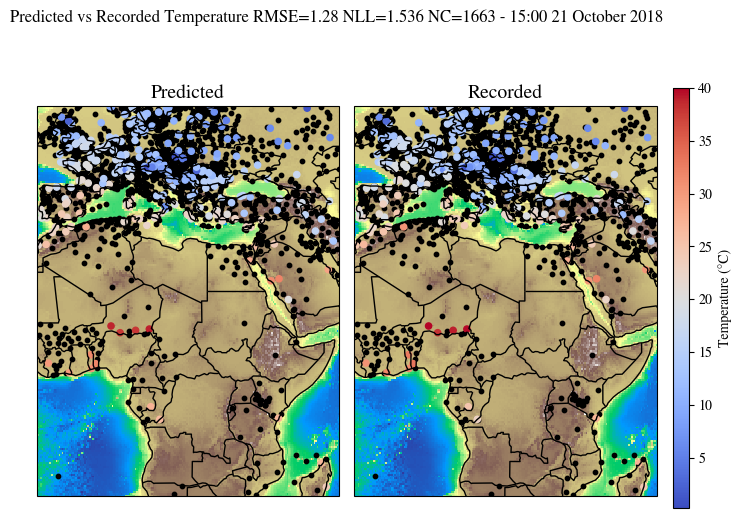 Predicted vs Recorded Temperature RMSE=1.28 NLL=1.536 NC=1663 - 15:00 21 October 2018
Predicted
Recorded
40
35
30
25
20
15
10
5
Temperature (°C)